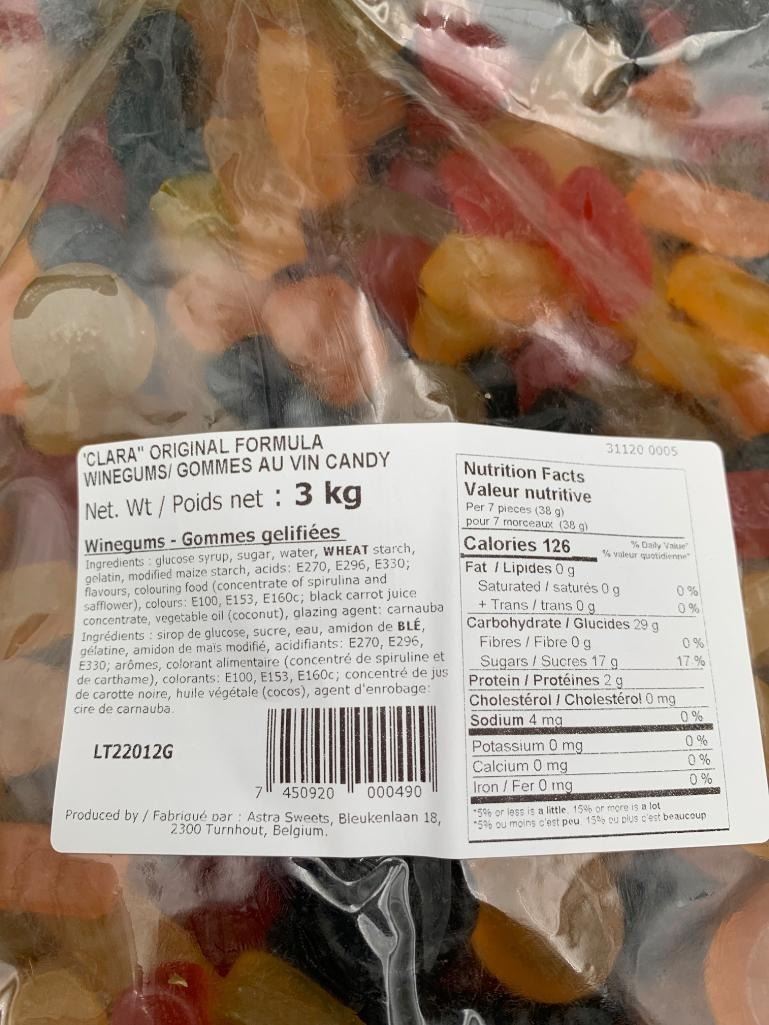 "CLARA" ORIGINAL FORMULA
WINEGUMS/ GOMMES AU VIN CANDY
Net. Wt / Poids net : 3 kg
Winegums - Gommes gelifiées
Ingredients : glucose syrup, sugar, water, WHEAT starch,
gelatin, modified maize starch, acids: E270, E296, E330;
flavours, colouring food (concentrate of spirulina and
safflower), colours: E100, E153, E160c; black carrot juice
concentrate, vegetable oil (coconut), glazing agent: carnauba
Ingrédients : sirop de glucose, sucre, eau, amidon de BLÉ,
gélatine, amidon de maïs modifié, acidifiants: E270, E296,
E330; arômes, colorant alimentaire (concentré de spiruline et
de carthame), colorants: E100, E153, E160c; concentré de jus
de carotte noire, huile végétale (cocos), agent d'enrobage:
cire de carnauba.
LT22012G
7 450920 000490
Produced by / Fabriqué par : Astra Sweets, Bleukenlaan 18,
2300 Turnhout, Belgium.
31120 0005
Nutrition Facts
Valeur nutritive
Per 7 pieces (38 g)
pour 7 morceaux (38 g)
Calories 126
% Daily Value*
% valeur quotidienne*
Fat / Lipides 0 g
Saturated / saturés 0 g 0 %
+ Trans / trans 0 g 0 %
Carbohydrate / Glucides 29 g
Fibres / Fibre 0 g 0 %
Sugars / Sucres 17 g 17 %
Protein / Protéines 2 g
Cholestérol / Cholestérol 0 mg
Sodium 4 mg 0 %
Potassium 0 mg 0 %
Calcium 0 mg 0 %
Iron / Fer 0 mg 0 %
*5% or less is a little, 15% or more is a lot
*5% ou moins c'est peu, 15% ou plus c'est beaucoup